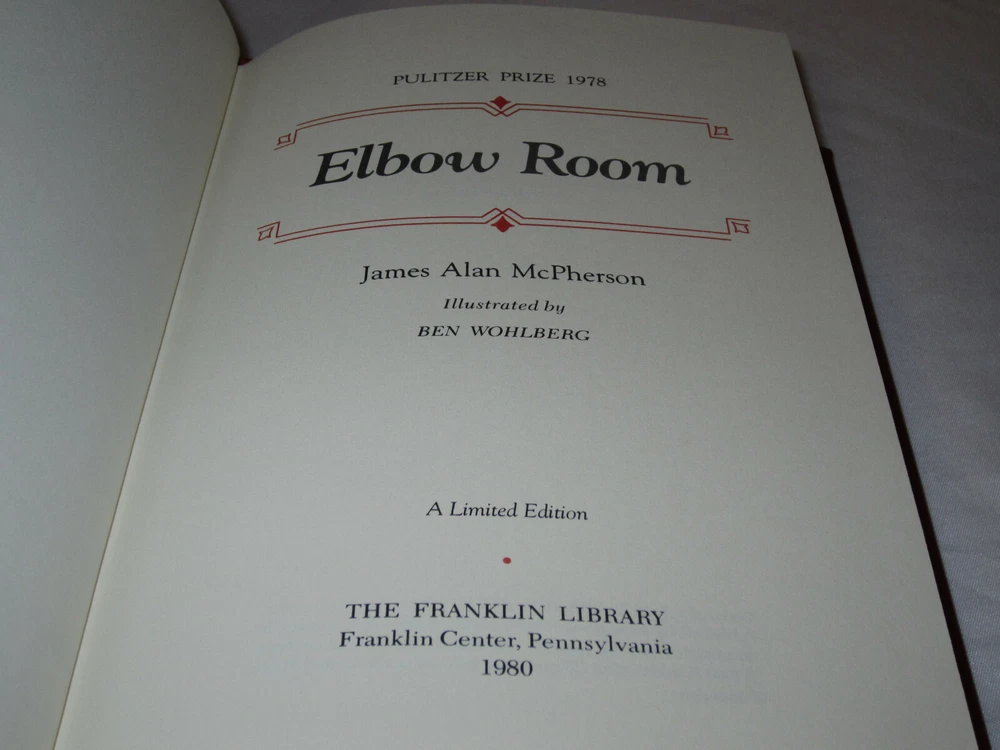 PULITZER PRIZE 1978
Elbow Room
James Alan McPherson
Illustrated by
BEN WOHLBERG
A Limited Edition
THE FRANKLIN LIBRARY
Franklin Center, Pennsylvania
1980